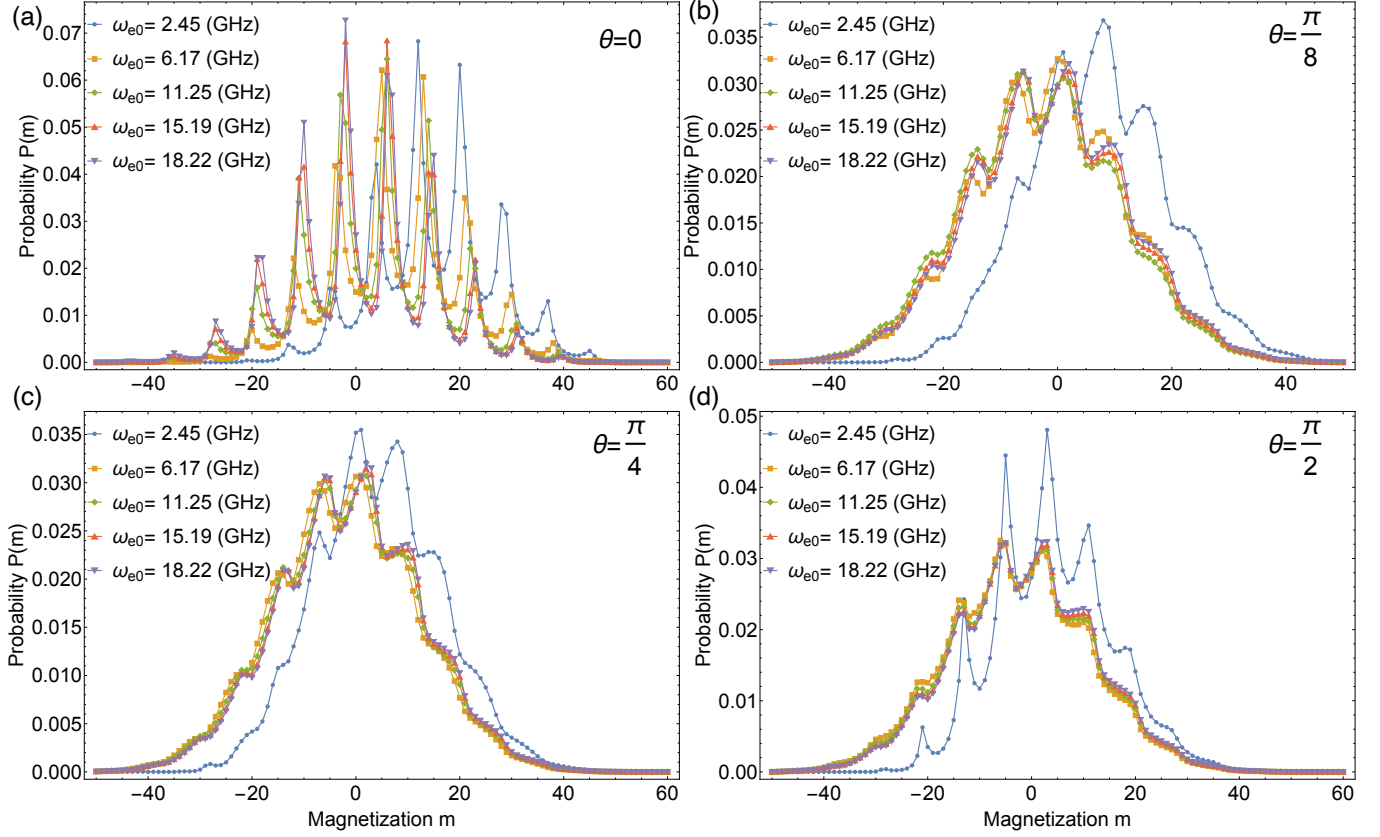 (a)
ωe0= 2.45 (GHz)
ωe0= 6.17 (GHz)
ωe0= 11.25 (GHz)
ωe0= 15.19 (GHz)
ωe0= 18.22 (GHz)
θ=0
Probability P(m)
0.07
0.06
0.05
0.04
0.03
0.02
0.01
0.00
−40 −20 0 20 40 60
(b)
ωe0= 2.45 (GHz)
ωe0= 6.17 (GHz)
ωe0= 11.25 (GHz)
ωe0= 15.19 (GHz)
ωe0= 18.22 (GHz)
θ=π/8
Probability P(m)
0.035
0.030
0.025
0.020
0.015
0.010
0.005
0.000
−40 −20 0 20 40
(c)
ωe0= 2.45 (GHz)
ωe0= 6.17 (GHz)
ωe0= 11.25 (GHz)
ωe0= 15.19 (GHz)
ωe0= 18.22 (GHz)
θ=π/4
Probability P(m)
0.035
0.030
0.025
0.020
0.015
0.010
0.005
0.000
−40 −20 0 20 40 60
Magnetization m
(d)
ωe0= 2.45 (GHz)
ωe0= 6.17 (GHz)
ωe0= 11.25 (GHz)
ωe0= 15.19 (GHz)
ωe0= 18.22 (GHz)
θ=π/2
Probability P(m)
0.05
0.04
0.03
0.02
0.01
0.00
−40 −20 0 20 40 60
Magnetization m